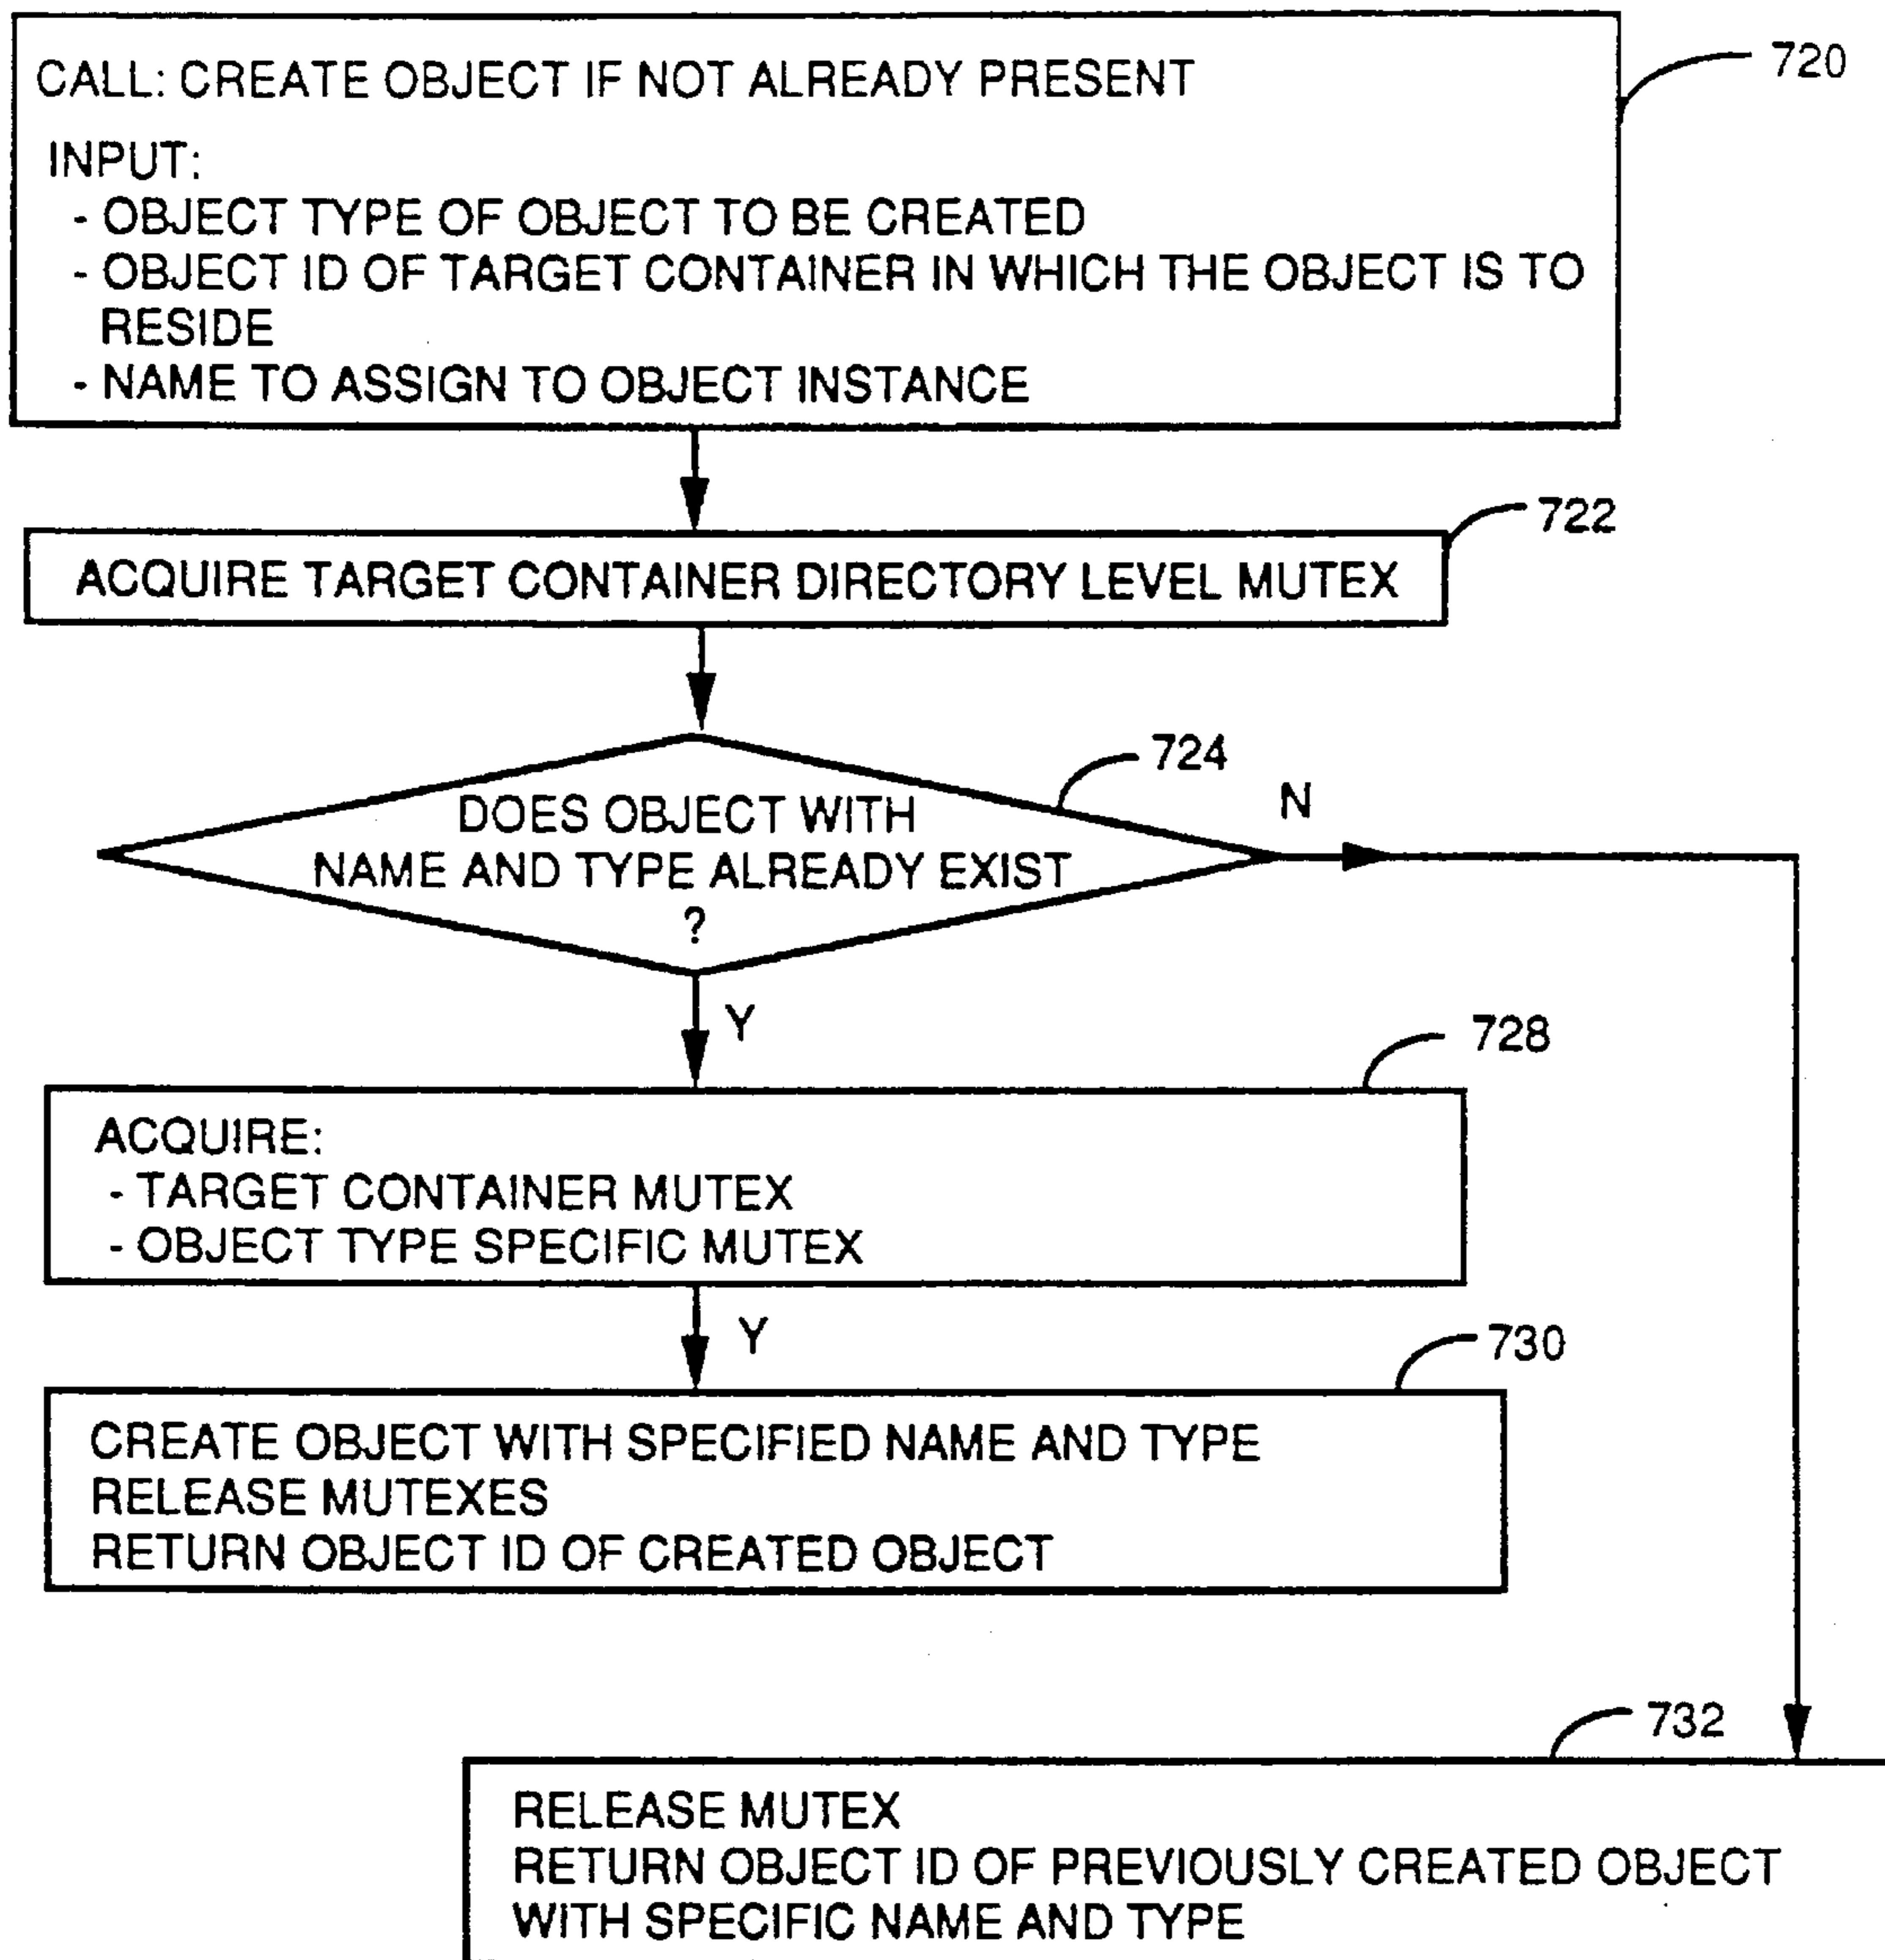 CALL: CREATE OBJECT IF NOT ALREADY PRESENT
720
INPUT:
- OBJECT TYPE OF OBJECT TO BE CREATED
- OBJECT ID OF TARGET CONTAINER IN WHICH THE OBJECT IS TO
RESIDE
- NAME TO ASSIGN TO OBJECT INSTANCE
722
ACQUIRE TARGET CONTAINER DIRECTORY LEVEL MUTEX
724
N
DOES OBJECT WITH
NAME AND TYPE ALREADY EXIST
?
Y
728
ACQUIRE:
- TARGET CONTAINER MUTEX
- OBJECT TYPE SPECIFIC MUTEX
Y
730
CREATE OBJECT WITH SPECIFIED NAME AND TYPE
RELEASE MUTEXES
RETURN OBJECT ID OF CREATED OBJECT
732
RELEASE MUTEX
RETURN OBJECT ID OF PREVIOUSLY CREATED OBJECT
WITH SPECIFIC NAME AND TYPE